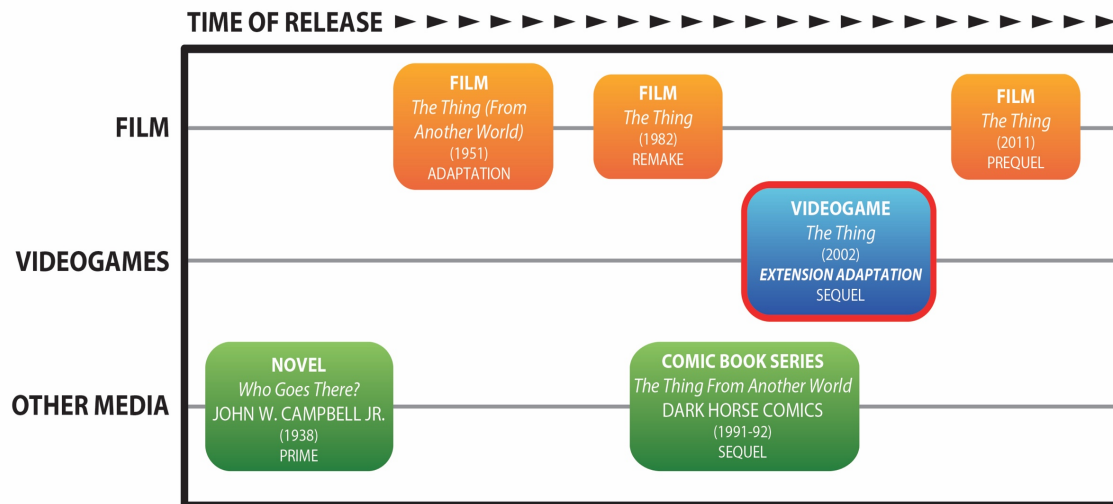 TIME OF RELEASE
FILM
FILM
The Thing (From
Another World)
(1951)
ADAPTATION
FILM
The Thing
(1982)
REMAKE
FILM
The Thing
(2011)
PREQUEL
VIDEOGAMES
VIDEOGAME
The Thing
(2002)
EXTENSION ADAPTATION
SEQUEL
OTHER MEDIA
NOVEL
Who Goes There?
JOHN W. CAMPBELL JR.
(1938)
PRIME
COMIC BOOK SERIES
The Thing From Another World
DARK HORSE COMICS
(1991-92)
SEQUEL